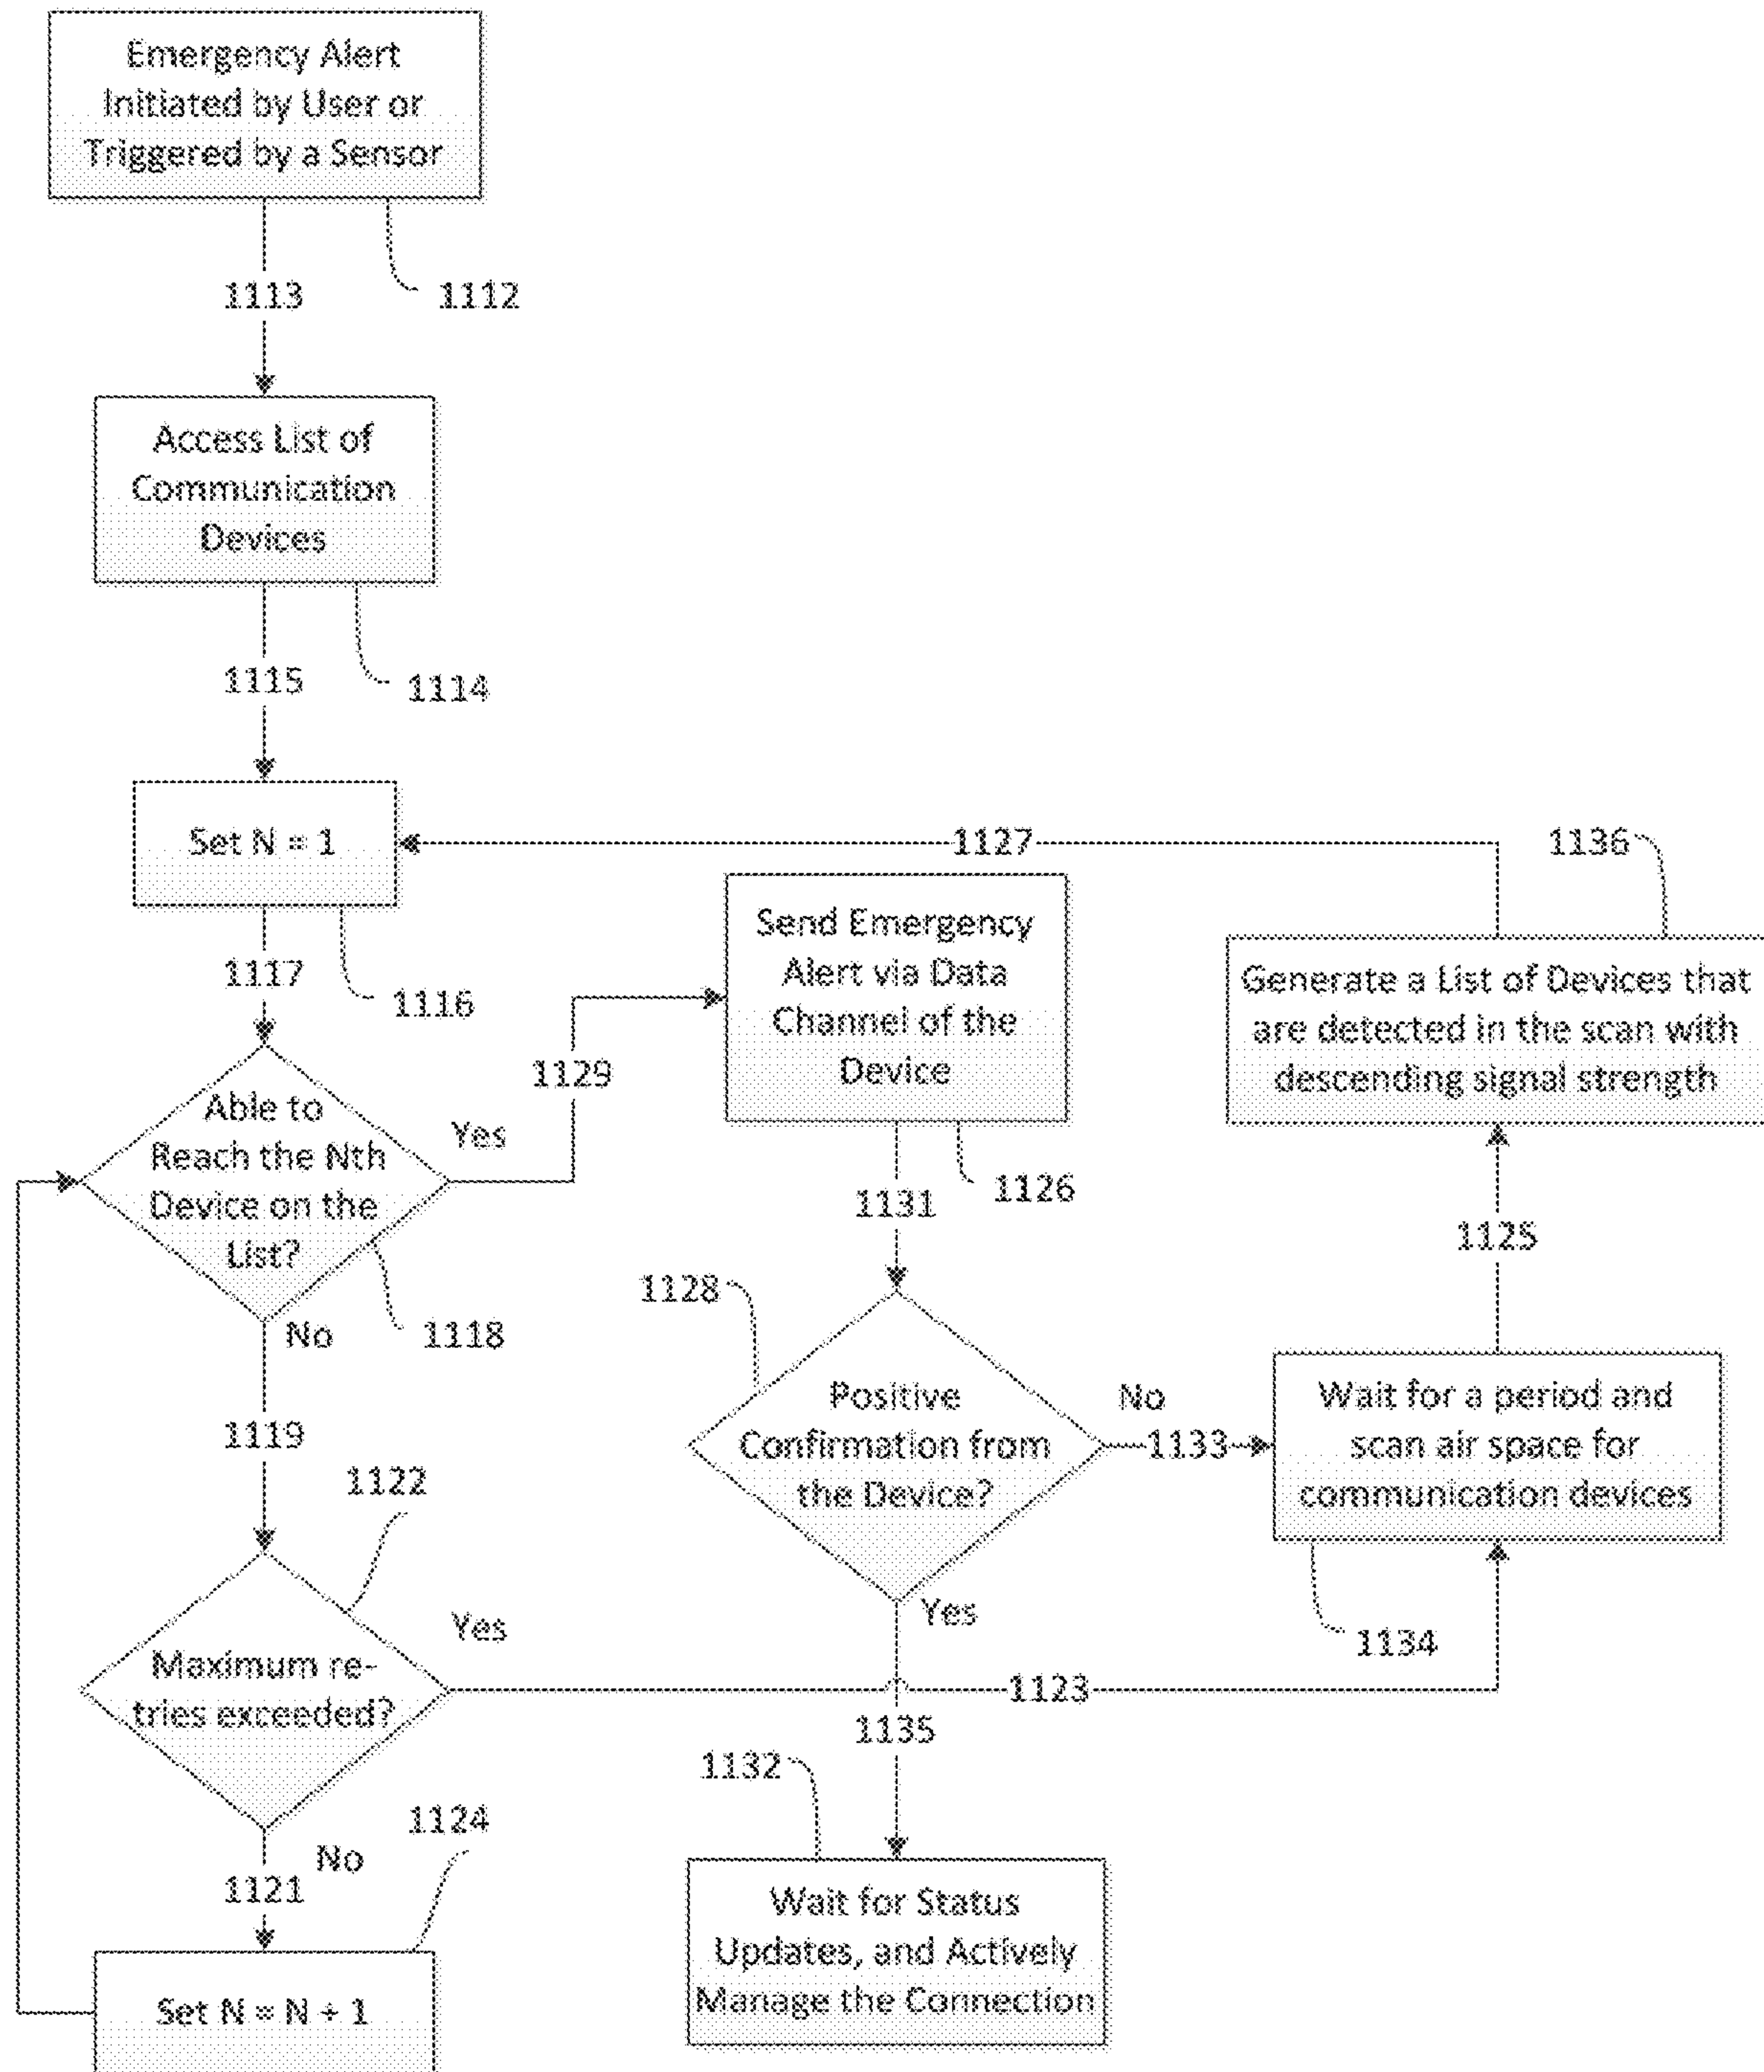 Emergency Alert
Initiated by User or
Triggered by a Sensor
1113
1112
Access List of
Communication
Devices
1115
1114
Set N = 1
1127
1136
1117
1116
Send Emergency
Alert via Data
Channel of the
Device
Generate a List of Devices that
are detected in the scan with
descending signal strength
1129
Able to
Reach the Nth
Device on the
List?
Yes
No
1118
1131
1126
1125
1128
Positive
Confirmation from
the Device?
No
1133
Yes
Wait for a period and
scan air space for
communication devices
1134
1119
1122
Maximum re-
tries exceeded?
Yes
1123
1135
1132
No
1121
1124
Set N = N + 1
Wait for Status
Updates, and Actively
Manage the Connection